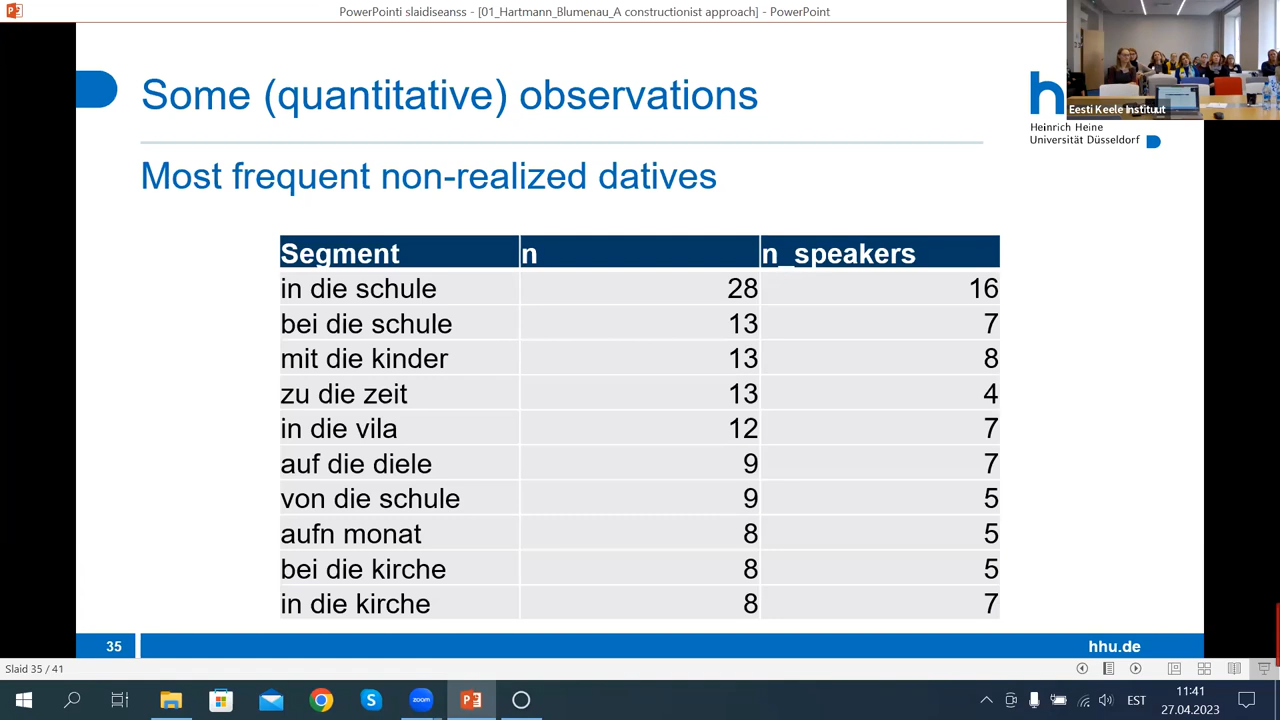 PowerPointi slaidiseanss - [01_Hartmann_Blumenau_A constructionist approach] - PowerPoint
Some (quantitative) observations
Eesti Keele Instituut
Heinrich Heine
Universität Düsseldorf
Most frequent non-realized datives
Segment n n_speakers
in die schule 28 16
bei die schule 13 7
mit die kinder 13 8
zu die zeit 13 4
in die vila 12 7
auf die diele 9 7
von die schule 9 5
aufn monat 8 5
bei die kirche 8 5
in die kirche 8 7
35 hhu.de
Slaid 35 / 41
zoom EST 11:41
27.04.2023